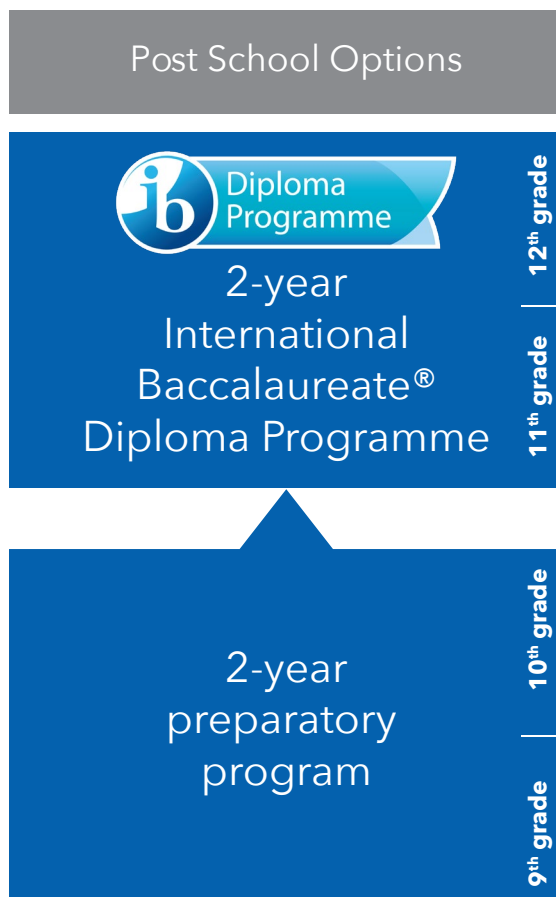 Post School Options
ib
Diploma
Programme
2-year
International
Baccalaureate®
Diploma Programme
12th grade
11th grade
2-year
preparatory
program
10th grade
9th grade